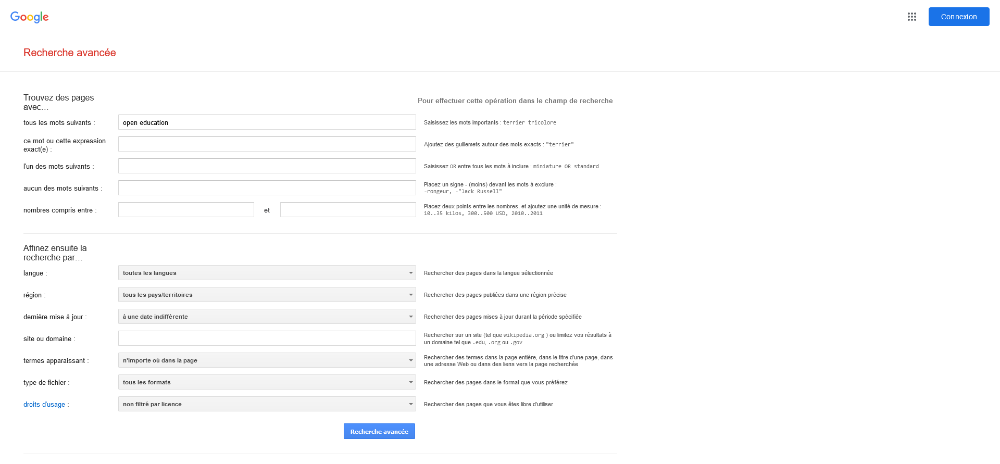 Google
Connexion
Recherche avancée
Trouvez des pages
avec...
Pour effectuer cette opération dans le champ de recherche
tous les mots suivants :
open education
Saisissez les mots importants : terrier tricolore
ce mot ou cette expression
exact(e) :
Ajoutez des guillemets autour des mots exacts : "terrier"
l'un des mots suivants :
Saisissez OR entre tous les mots à inclure : miniature OR standard
aucun des mots suivants :
Placez un signe - (moins) devant les mots à exclure :
-rongeur, -"Jack Russell"
nombres compris entre :
et
Placez deux points entre les nombres, et ajoutez une unité de mesure :
10..35 kilos, 300..500 USD, 2010..2011
Affinez ensuite la
recherche par...
langue :
toutes les langues
Rechercher des pages dans la langue sélectionnée
région :
tous les pays/territoires
Rechercher des pages publiées dans une région précise
dernière mise à jour :
à une date indifférente
Rechercher des pages mises à jour durant la période spécifiée
site ou domaine :
Rechercher sur un site (tel que wikipedia.org ) ou limitez vos résultats à
un domaine tel que .edu, .org ou .gov
termes apparaissant :
n'importe où dans la page
Rechercher des termes dans la page entière, dans le titre d'une page, dans
une adresse Web ou dans des liens vers la page recherchée
type de fichier :
tous les formats
Rechercher des pages dans le format que vous préférez
droits d'usage :
non filtré par licence
Rechercher des pages que vous êtes libre d'utiliser
Recherche avancée